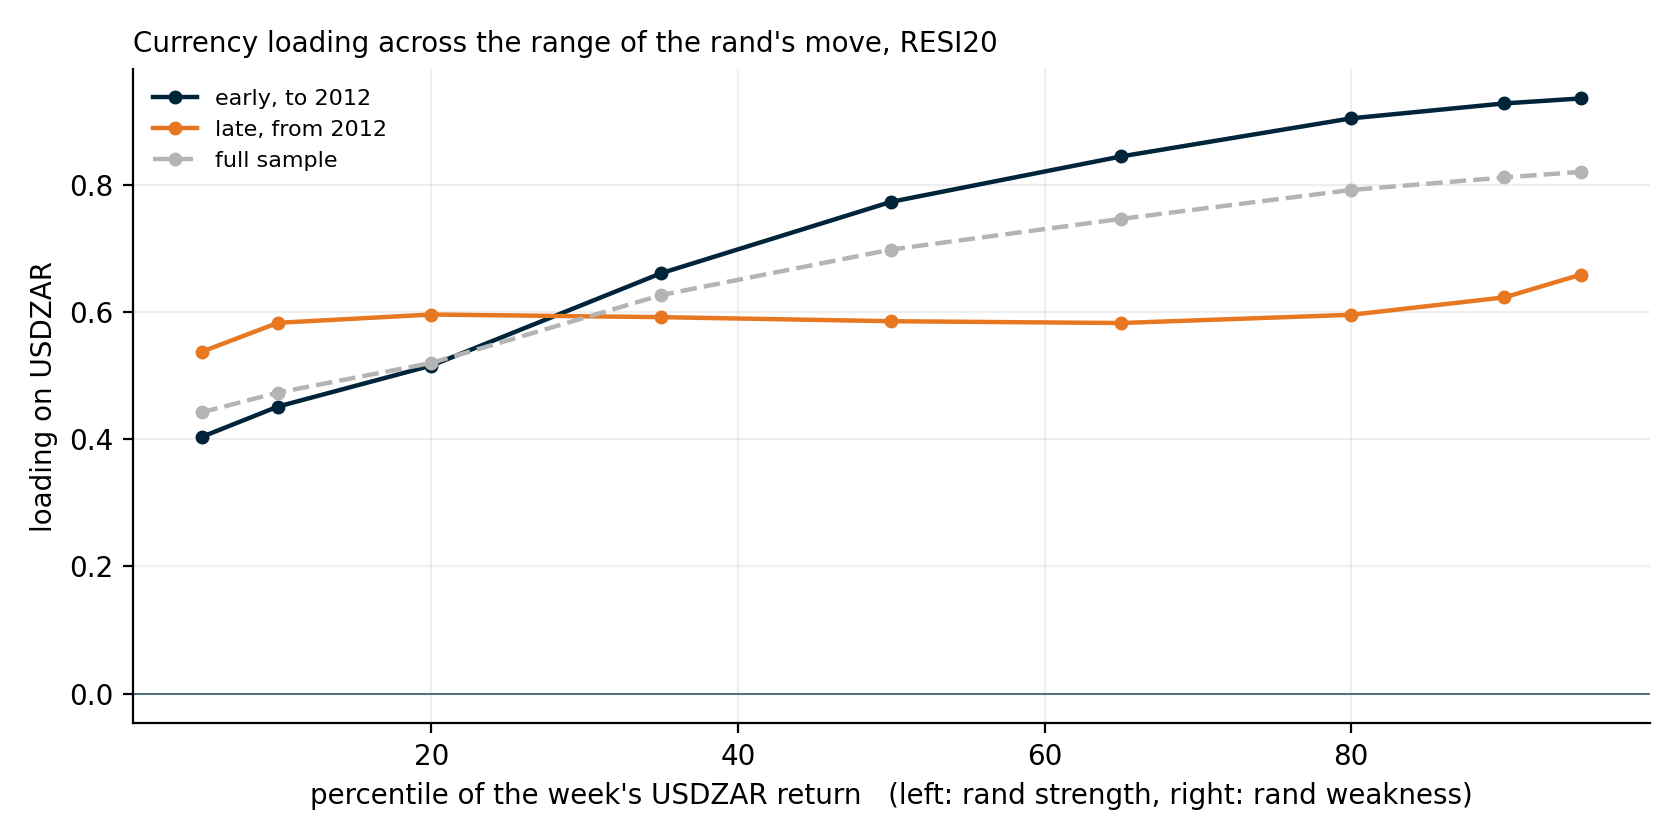 Currency loading across the range of the rand's move, RESI20
early, to 2012
late, from 2012
full sample
loading on USDZAR
0.8
0.6
0.4
0.2
0.0
20 40 60 80
percentile of the week's USDZAR return (left: rand strength, right: rand weakness)